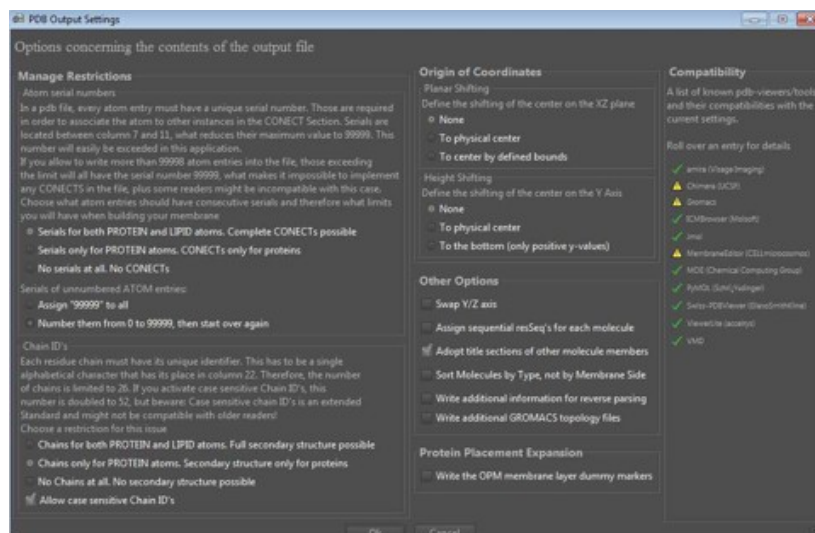 PDB Output Settings
Options concerning the contents of the output file
Manage Restrictions
Atom serial numbers
In a pdb file, every atom entry must have a unique serial number. Those are required
in order to associate the atom to other instances in the CONECT Section. Serials are
located between column 7 and 11, what reduces their maximum value to 99999. This
number will easily be exceeded in this application.
If you allow to write more than 99998 atom entries into the file, those exceeding
the limit will all have the serial number 99999, what makes it impossible to implement
any CONECTS in the file, plus some readers might be incompatible with this case.
Choose what atom entries should have consecutive serials and therefore what limits
you will have when building your membrane
Serials for both PROTEIN and LIPID atoms. Complete CONECTs possible
Serials only for PROTEIN atoms. CONECTs only for proteins
No serials at all. No CONECTs
Serials of unnumbered ATOM entries:
Assign "99999" to all
Number them from 0 to 99999, then start over again
Chain ID's
Each residue chain must have its unique identifier. This has to be a single
alphabetical character that has its place in column 22. Therefore, the number
of chains is limited to 26. If you activate case sensitive Chain ID's, this
number is doubled to 52, but beware: Case sensitive chain ID's is an extended
Standard and might not be compatible with older readers!
Choose a restriction for this issue
Chains for both PROTEIN and LIPID atoms. Full secondary structure possible
Chains only for PROTEIN atoms. Secondary structure only for proteins
No Chains at all. No secondary structure possible
Allow case sensitive Chain ID's
Origin of Coordinates
Planar Shifting
Define the shifting of the center on the XZ plane
None
To physical center
To center by defined bounds
Height Shifting
Define the shifting of the center on the Y Axis
None
To physical center
To the bottom (only positive y-values)
Other Options
Swap Y/Z axis
Assign sequential resSeq's for each molecule
Adopt title sections of other molecule members
Sort Molecules by Type, not by Membrane Side
Write additional information for reverse parsing
Write additional GROMACS topology files
Protein Placement Expansion
Write the OPM membrane layer dummy markers
Compatibility
A list of known pdb-viewers/tools
and their compatibilities with the
current settings.
Roll over an entry for details
amira (Visage Imaging)
Chimera (UCSF)
Gromacs
ICMBrowser (Molsoft)
Jmol
MembraneEditor (CELLmicrocosmos)
MOE (Chemical Computing Group)
PyMOL
Swiss-PDBViewer (GlaxoSmithKline)
ViewerLite (accelrys)
VMD
Ok
Cancel